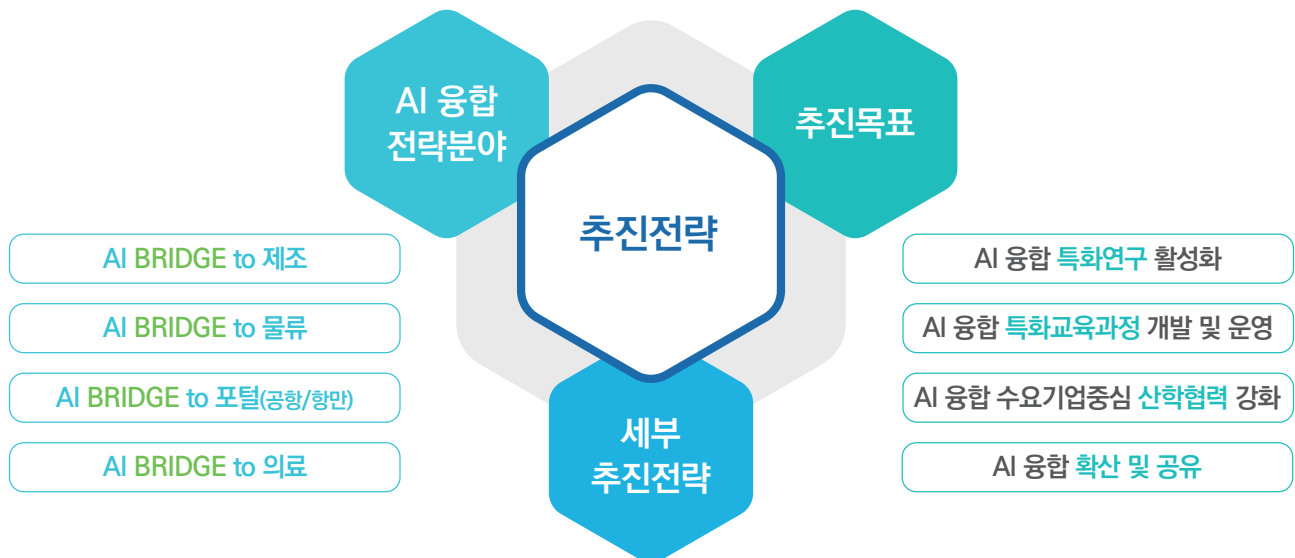 AI 융합
전략분야
추진목표
추진전략
AI BRIDGE to 제조
AI BRIDGE to 물류
AI BRIDGE to 포털(공항/항만)
AI BRIDGE to 의료
AI 융합 특화연구 활성화
AI 융합 특화교육과정 개발 및 운영
AI 융합 수요기업중심 산학협력 강화
AI 융합 확산 및 공유
세부
추진전략